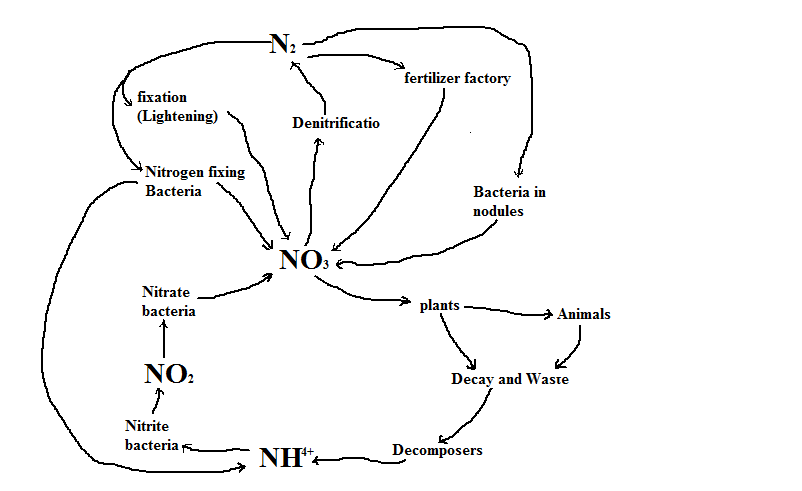 N₂
fertilizer factory
fixation
(Lightening)
Denitrificatio
Nitrogen fixing
Bacteria
Bacteria in
nodules
NO₃
Nitrate
bacteria
plants
Animals
NO₂
Decay and Waste
Nitrite
bacteria
NH⁴⁺
Decomposers